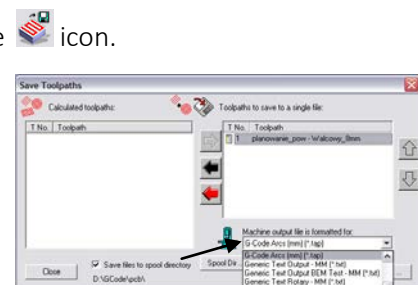 icon.
Save Toolpaths
Calculated toolpaths:
Toolpaths to save to a single file:
T No. Toolpath
T No. Toolpath
1 planowanie_pow - Walcowy_8mm
Machine output file is formatted for:
G-Code Arcs (mm) (*.tap)
G-Code Arcs (mm) (*.tap)
Generic Text Output - MM (*.txt)
Generic Text Output BEM Test - MM (*.txt)
Generic Text Rotary - MM (*.txt)
Save files to spool directory
Spool Dir...
Close
D:\GCode\pcb\